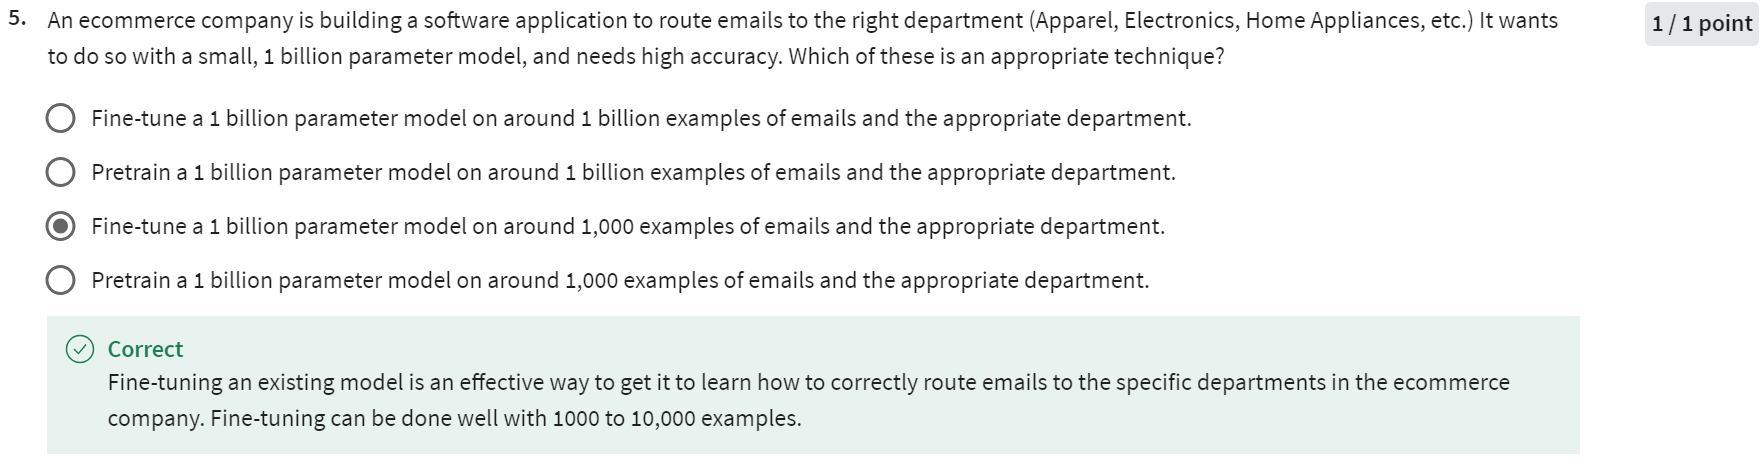 5. An ecommerce company is building a software application to route emails to the right department (Apparel, Electronics, Home Appliances, etc.) It wants
1 / 1 point
to do so with a small, 1 billion parameter model, and needs high accuracy. Which of these is an appropriate technique?
Fine-tune a 1 billion parameter model on around 1 billion examples of emails and the appropriate department.
Pretrain a 1 billion parameter model on around 1 billion examples of emails and the appropriate department.
Fine-tune a 1 billion parameter model on around 1,000 examples of emails and the appropriate department.
Pretrain a 1 billion parameter model on around 1,000 examples of emails and the appropriate department.
Correct
Fine-tuning an existing model is an effective way to get it to learn how to correctly route emails to the specific departments in the ecommerce
company. Fine-tuning can be done well with 1000 to 10,000 examples.